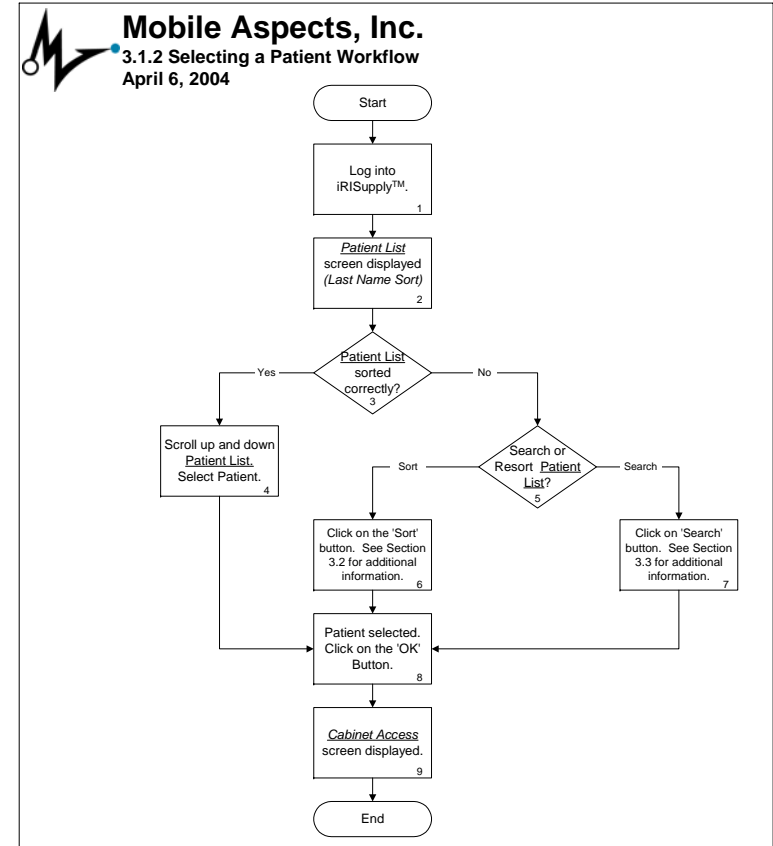 Mobile Aspects, Inc.
3.1.2 Selecting a Patient Workflow
April 6, 2004
Start
Log into
iRISupply™.
1
Patient List
screen displayed
(Last Name Sort)
2
Patient List
sorted
correctly?
3
Yes
No
Scroll up and down
Patient List.
Select Patient.
4
Search or
Resort Patient
List?
5
Sort
Search
Click on the 'Sort'
button. See Section
3.2 for additional
information.
6
Click on 'Search'
button. See Section
3.3 for additional
information.
7
Patient selected.
Click on the 'OK'
Button.
8
Cabinet Access
screen displayed.
9
End